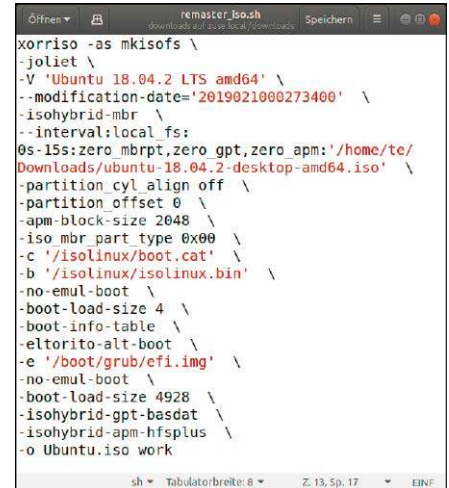 Öffnen
remaster_iso.sh
downloads auf zuse local /downloads
Speichern
xorriso -as mkisofs \
-joliet \
-V 'Ubuntu 18.04.2 LTS amd64' \
--modification-date='2019021000273400' \
-isohybrid-mbr \
--interval:local_fs:
0s-15s:zero_mbrpt,zero_gpt,zero_apm:'/home/te/
Downloads/ubuntu-18.04.2-desktop-amd64.iso' \
-partition_cyl_align off \
-partition_offset 0 \
-apm-block-size 2048 \
-iso_mbr_part_type 0x00 \
-c '/isolinux/boot.cat' \
-b '/isolinux/isolinux.bin' \
-no-emul-boot \
-boot-load-size 4 \
-boot-info-table \
-eltorito-alt-boot \
-e '/boot/grub/efi.img' \
-no-emul-boot \
-boot-load-size 4928 \
-isohybrid-gpt-basdat \
-isohybrid-apm-hfsplus \
-o Ubuntu.iso work
sh Tabulatorbreite: 8 Z. 13, Sp. 17 EINF